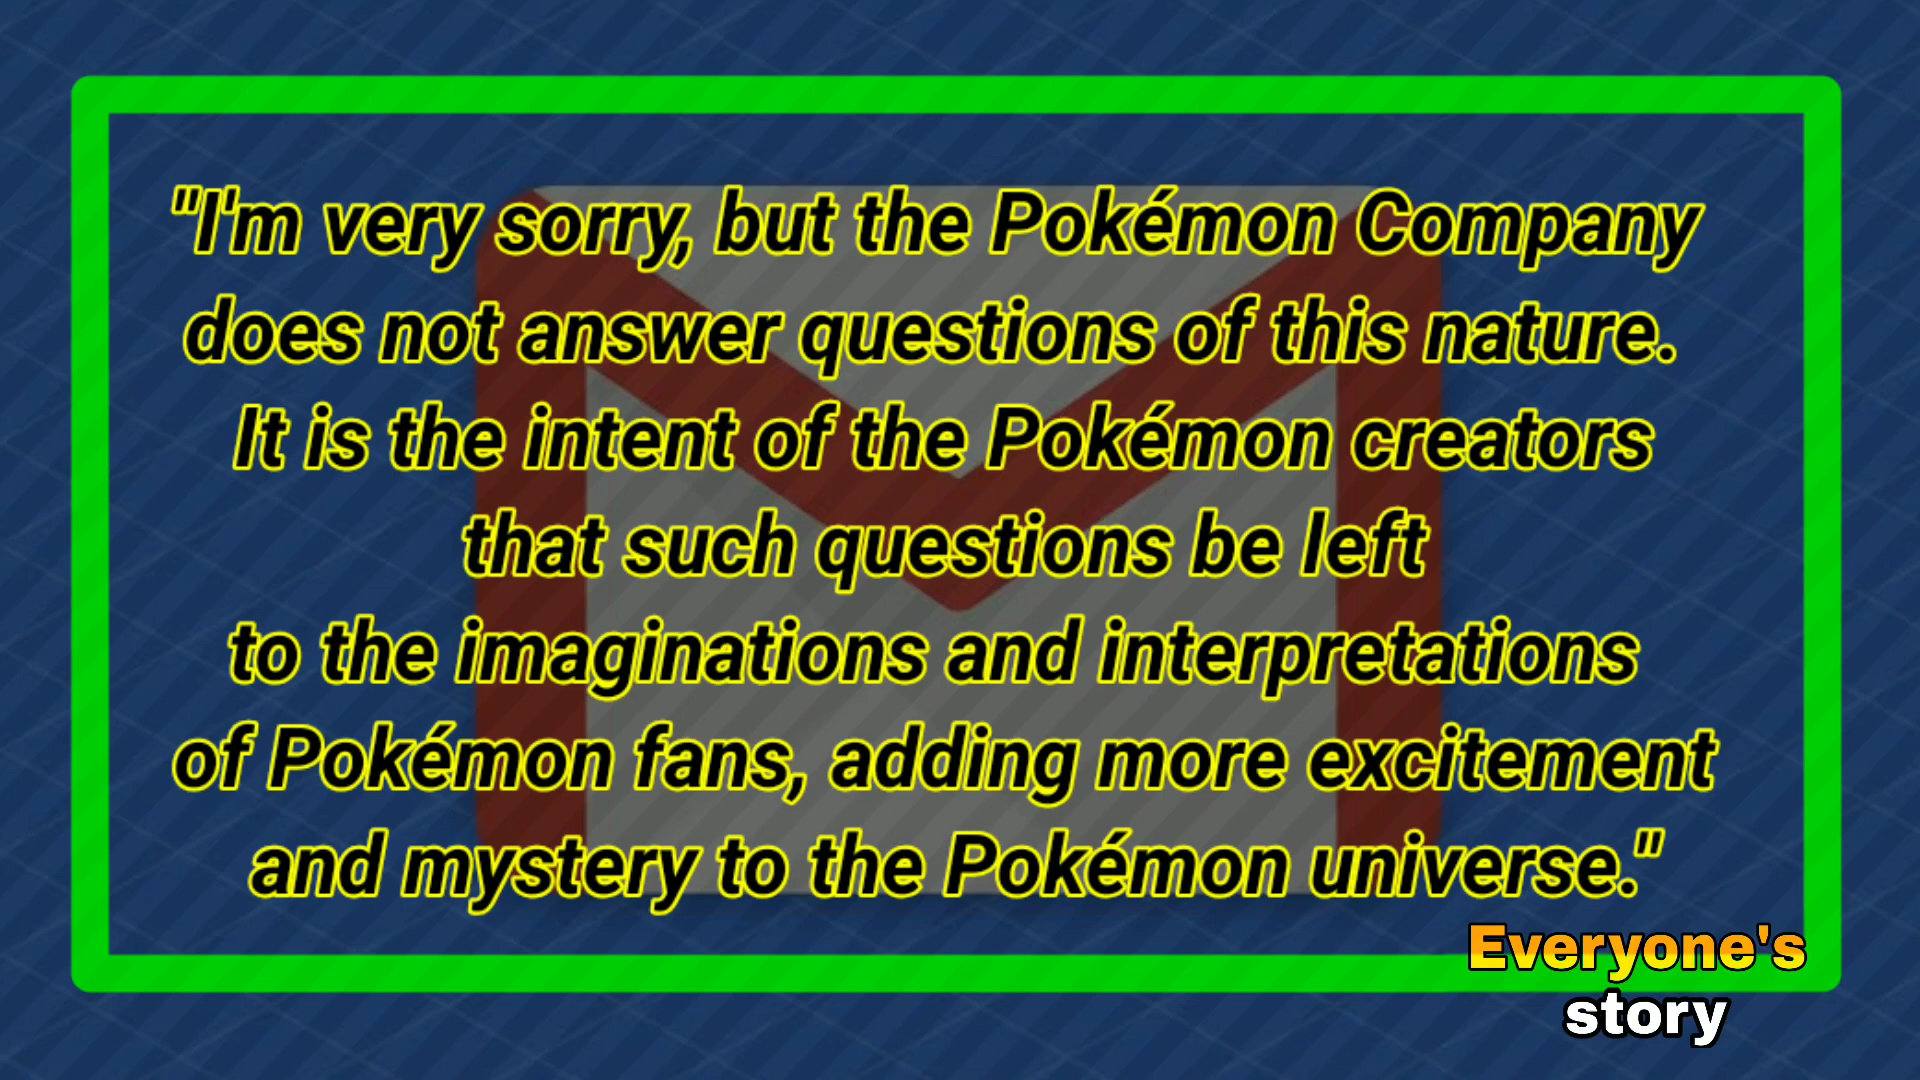 "I'm very sorry, but the Pokémon Company
does not answer questions of this nature.
It is the intent of the Pokémon creators
that such questions be left
to the imaginations and interpretations
of Pokémon fans, adding more excitement
and mystery to the Pokémon universe."
Everyone's
story